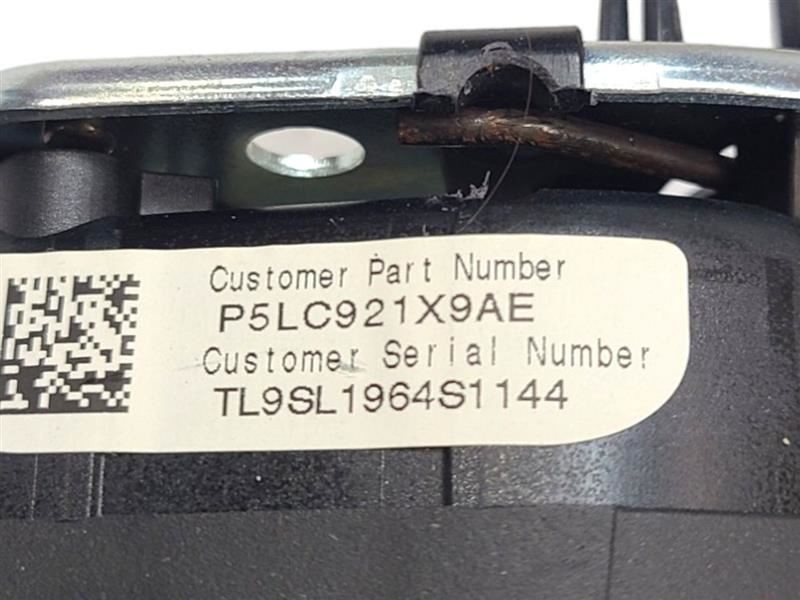 Customer Part Number
P5LC921X9AE
Customer Serial Number
TL9SL1964S1144